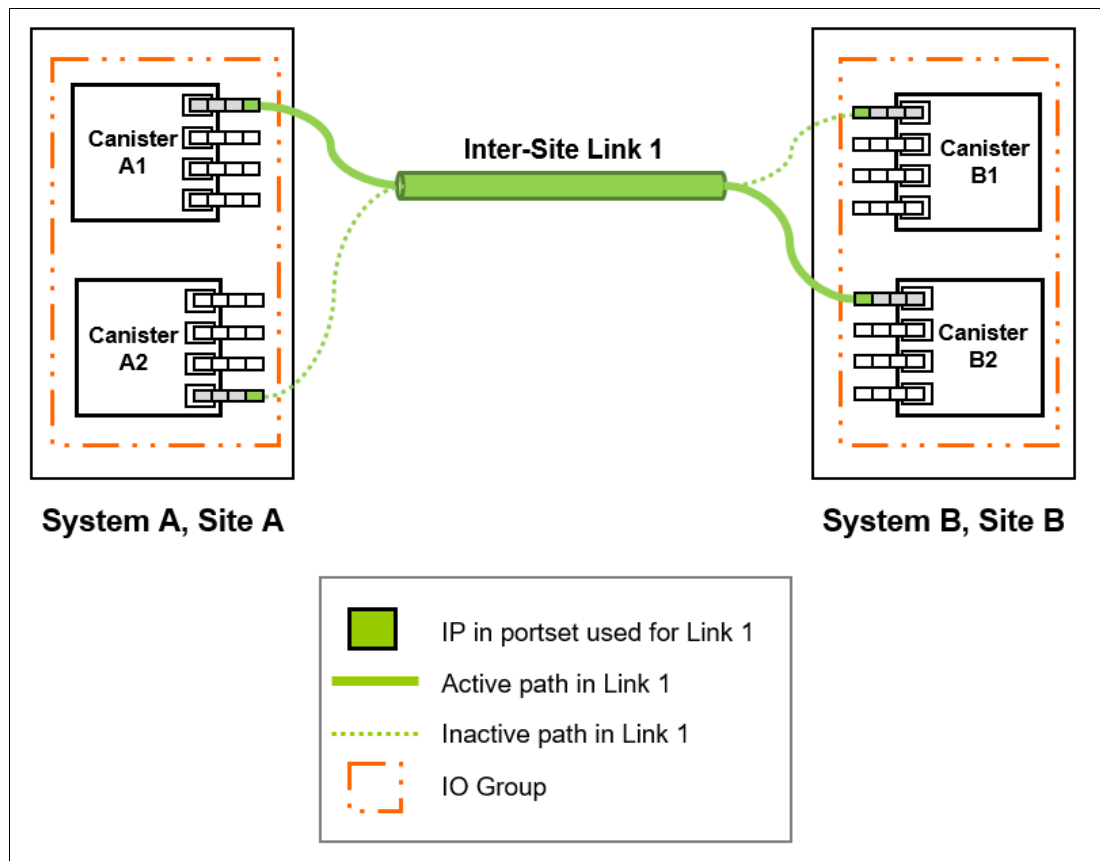 Inter-Site Link 1
Canister
A1
Canister
A2
Canister
B1
Canister
B2
System A, Site A
System B, Site B
IP in portset used for Link 1
Active path in Link 1
Inactive path in Link 1
IO Group